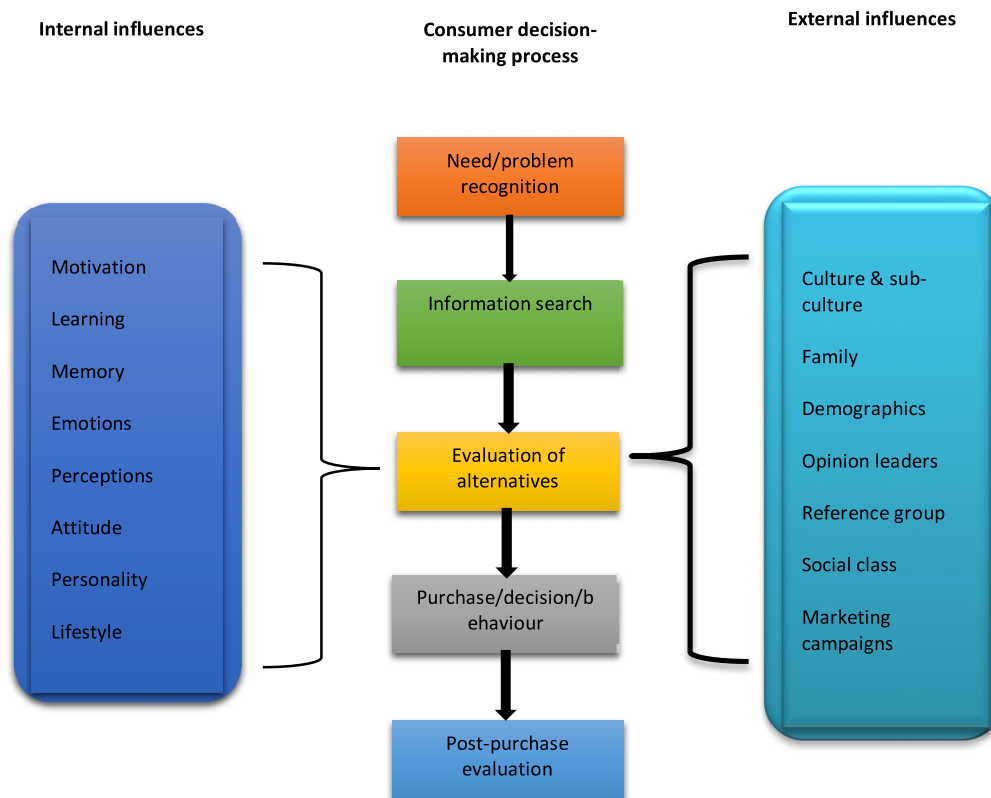 Internal influences
Consumer decision-
making process
External influences
Motivation
Learning
Memory
Emotions
Perceptions
Attitude
Personality
Lifestyle
Need/problem
recognition
Information search
Evaluation of
alternatives
Purchase/decision/b
ehaviour
Post-purchase
evaluation
Culture & sub-
culture
Family
Demographics
Opinion leaders
Reference group
Social class
Marketing
campaigns